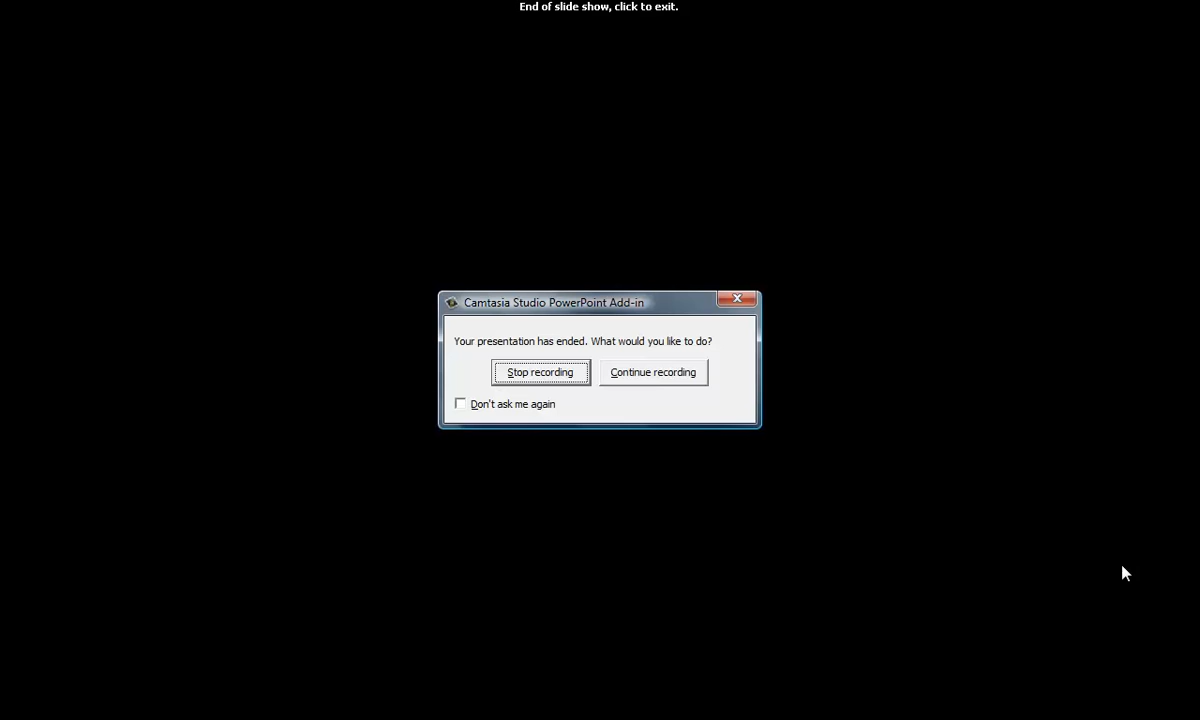 End of slide show, click to exit.
Camtasia Studio PowerPoint Add-in
Your presentation has ended. What would you like to do?
Stop recording Continue recording
Don't ask me again